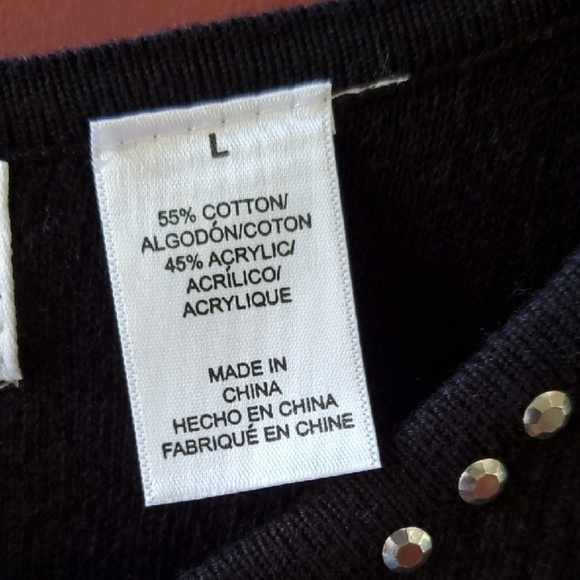 L
55% COTTON/
ALGODÓN/COTON
45% ACRYLIC/
ACRÍLICO/
ACRYLIQUE
MADE IN
CHINA
HECHO EN CHINA
FABRIQUÉ EN CHINE